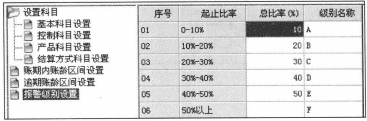 设置科目
基本科目设置
控制科目设置
产品科目设置
结算方式科目设置
账期内账龄区间设置
逾期账龄区间设置
报警级别设置
序号 起止比率 总比率(%) 级别名称
01 0-10% 10 A
02 10%-20% 20 B
03 20%-30% 30 C
04 30%-40% 40 D
05 40%-50% 50 E
06 50%以上 F